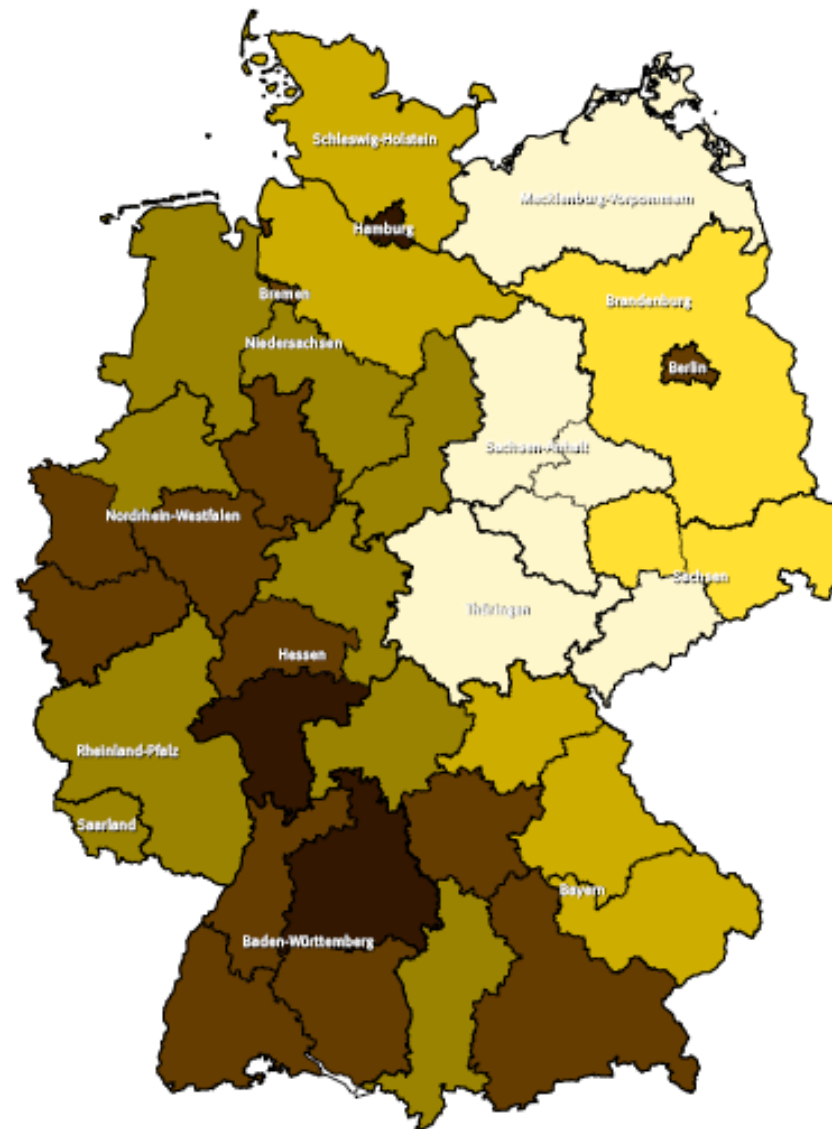 Schleswig-Holstein
Mecklenburg-Vorpommern
Hamburg
Bremen
Brandenburg
Niedersachsen
Berlin
Sachsen-Anhalt
Nordrhein-Westfalen
Sachsen
Thüringen
Hessen
Rheinland-Pfalz
Saarland
Bayern
Baden-Württemberg